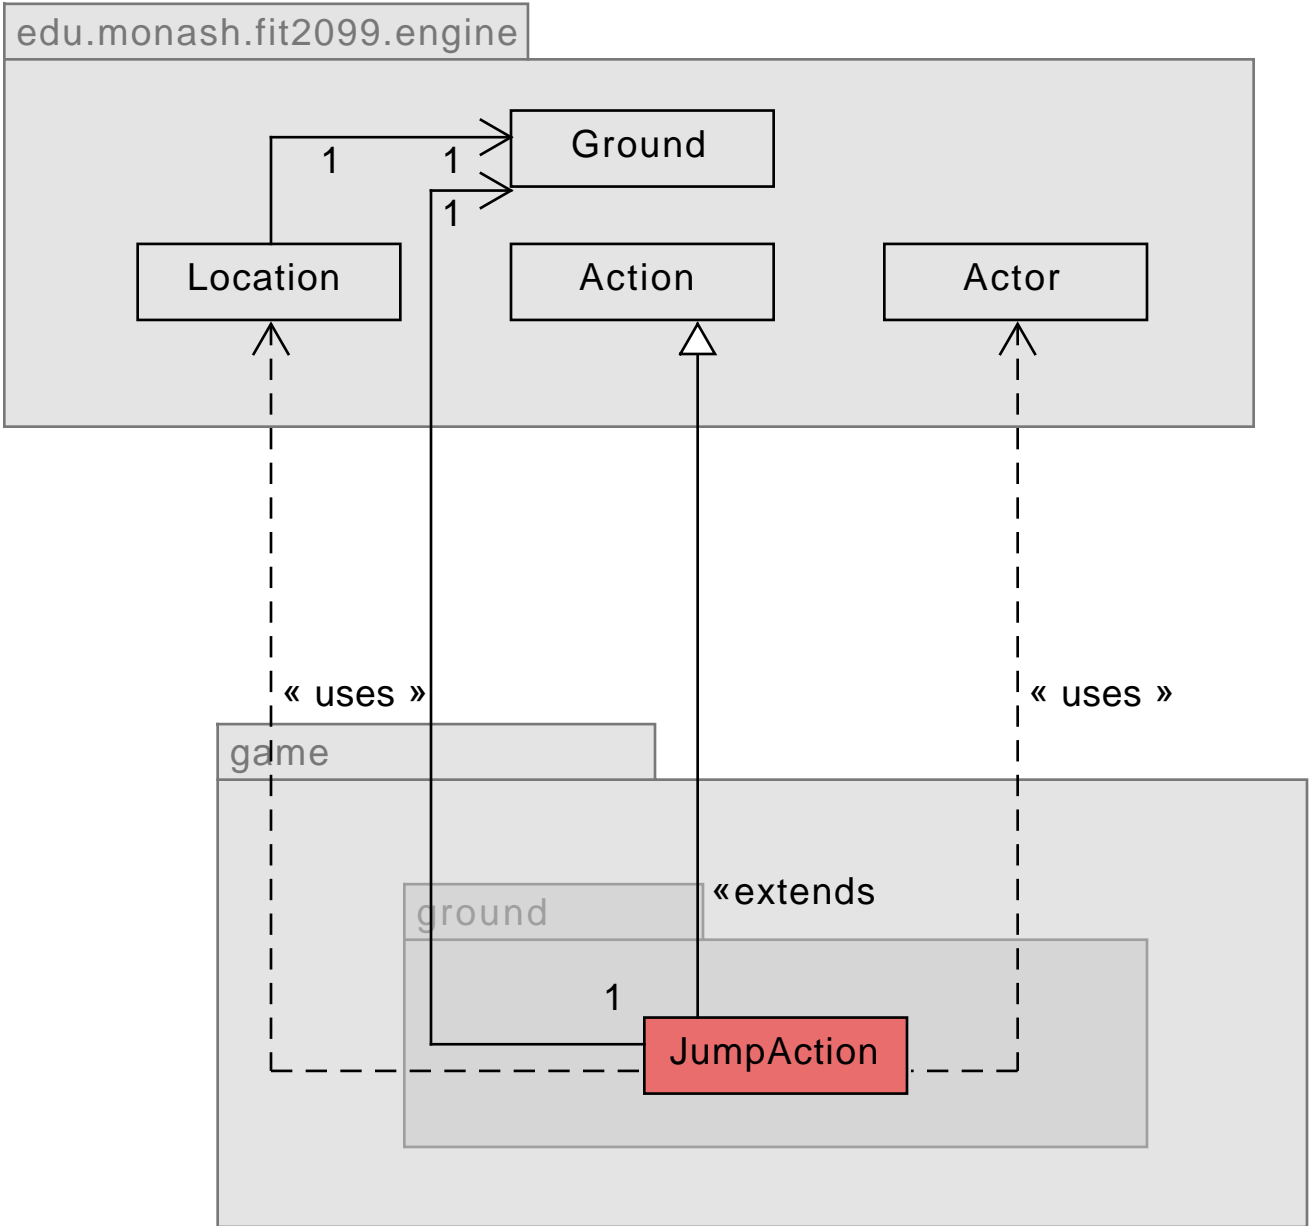 edu.monash.fit2099.engine
Ground
1
1
1
Location
Action
Actor
« uses »
« uses »
game
«extends
ground
1
JumpAction